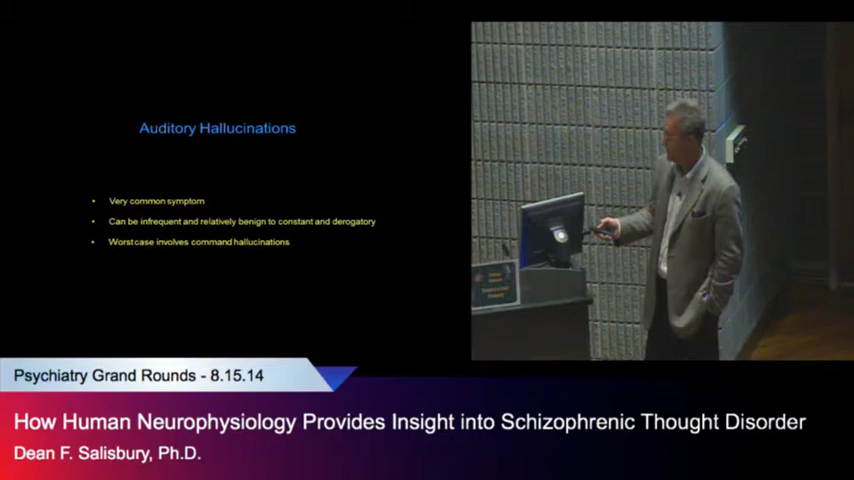 Auditory Hallucinations
• Very common symptom
• Can be infrequent and relatively benign to constant and derogatory
• Worst case involves command hallucinations
Psychiatry Grand Rounds - 8.15.14
How Human Neurophysiology Provides Insight into Schizophrenic Thought Disorder
Dean F. Salisbury, Ph.D.